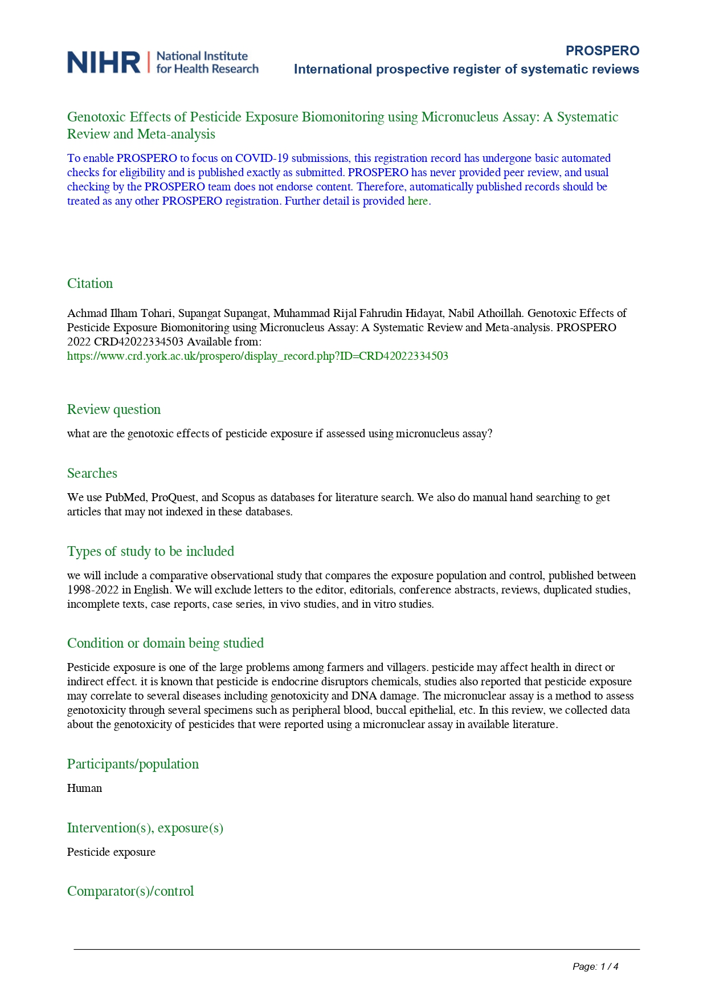 NIHR | National Institute
for Health Research
PROSPERO
International prospective register of systematic reviews
Genotoxic Effects of Pesticide Exposure Biomonitoring using Micronucleus Assay: A Systematic
Review and Meta-analysis
To enable PROSPERO to focus on COVID-19 submissions, this registration record has undergone basic automated
checks for eligibility and is published exactly as submitted. PROSPERO has never provided peer review, and usual
checking by the PROSPERO team does not endorse content. Therefore, automatically published records should be
treated as any other PROSPERO registration. Further detail is provided here.
Citation
Achmad Ilham Tohari, Supangat Supangat, Muhammad Rijal Fahrudin Hidayat, Nabil Athoillah. Genotoxic Effects of
Pesticide Exposure Biomonitoring using Micronucleus Assay: A Systematic Review and Meta-analysis. PROSPERO
2022 CRD42022334503 Available from:
https://www.crd.york.ac.uk/prospero/display_record.php?ID=CRD42022334503
Review question
what are the genotoxic effects of pesticide exposure if assessed using micronucleus assay?
Searches
We use PubMed, ProQuest, and Scopus as databases for literature search. We also do manual hand searching to get
articles that may not indexed in these databases.
Types of study to be included
we will include a comparative observational study that compares the exposure population and control, published between
1998-2022 in English. We will exclude letters to the editor, editorials, conference abstracts, reviews, duplicated studies,
incomplete texts, case reports, case series, in vivo studies, and in vitro studies.
Condition or domain being studied
Pesticide exposure is one of the large problems among farmers and villagers. pesticide may affect health in direct or
indirect effect. it is known that pesticide is endocrine disruptors chemicals, studies also reported that pesticide exposure
may correlate to several diseases including genotoxicity and DNA damage. The micronuclear assay is a method to assess
genotoxicity through several specimens such as peripheral blood, buccal epithelial, etc. In this review, we collected data
about the genotoxicity of pesticides that were reported using a micronuclear assay in available literature.
Participants/population
Human
Intervention(s), exposure(s)
Pesticide exposure
Comparator(s)/control
Page: 1 / 4